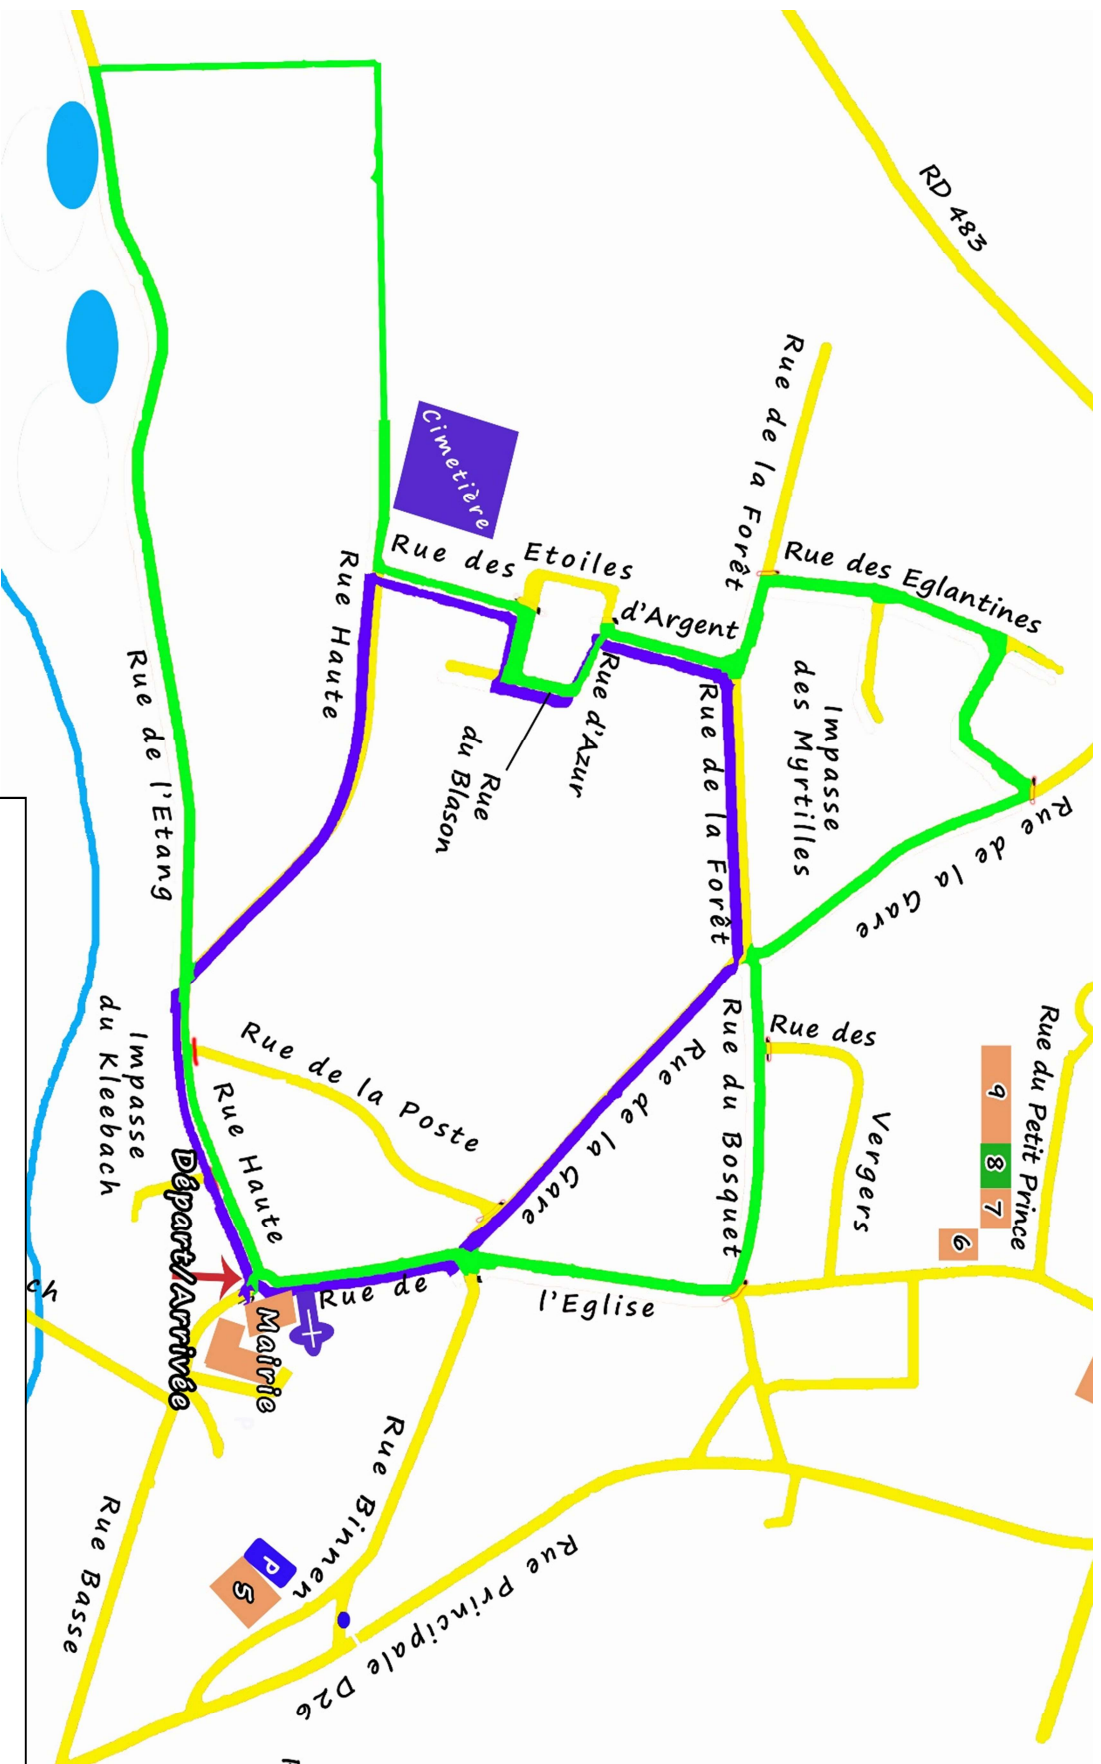 RD 483
Rue de la Forêt
Cimetière
Rue des
Etoiles
d'Argent
Rue des Eglantines
Rue Haute
Rue d'Azur
Rue
du Blason
Rue de la Forêt
Impasse
des Myrtilles
Rue de la Gare
Rue de l'Etang
Impasse
du Kleebach
Rue de la Poste
Rue Haute
Rue de la Gare
Rue du Bosquet
Rue des
Vergers
Rue du Petit Prince
9
8
7
6
Départ/Arrivée
Mairie
Rue de
l'Eglise
ch
Rue Binnen
P
5
Rue Basse
Rue Principale D26